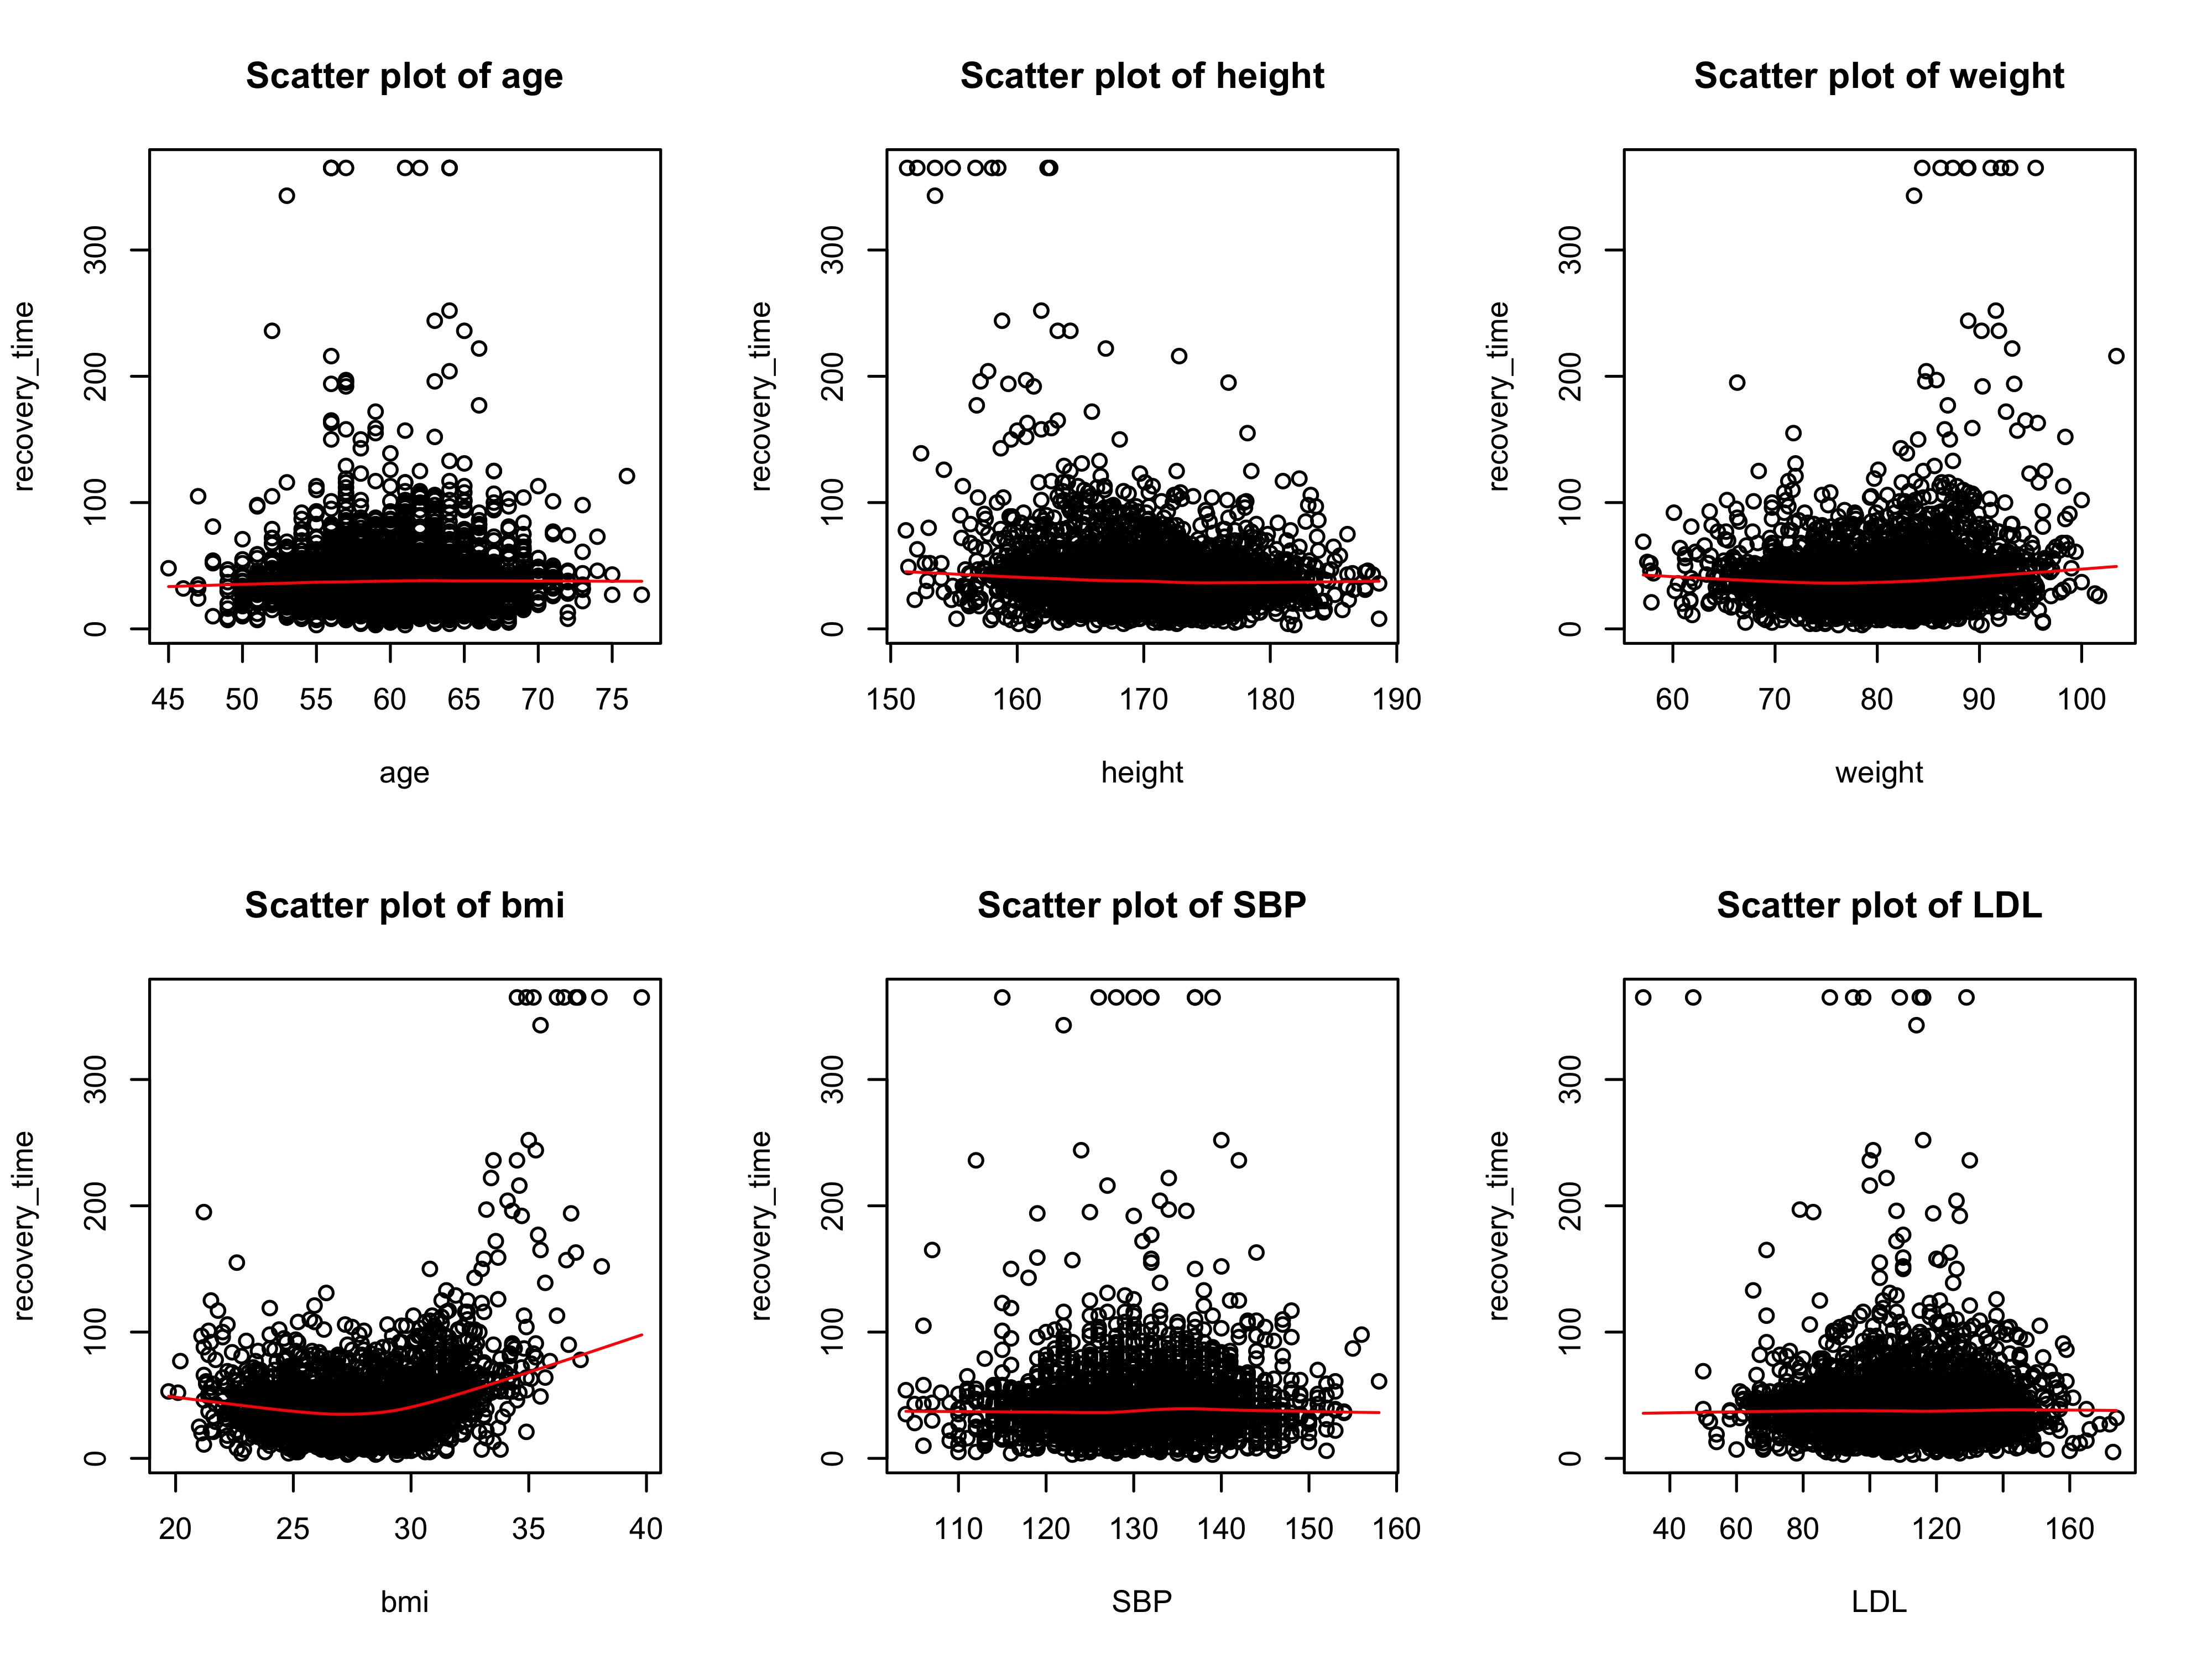 Scatter plot of age
Scatter plot of height
Scatter plot of weight
recovery_time
0 100 200 300
45 50 55 60 65 70 75
age
recovery_time
0 100 200 300
150 160 170 180 190
height
recovery_time
0 100 200 300
60 70 80 90 100
weight
Scatter plot of bmi
Scatter plot of SBP
Scatter plot of LDL
recovery_time
0 100 200 300
20 25 30 35 40
bmi
recovery_time
0 100 200 300
110 120 130 140 150 160
SBP
recovery_time
0 100 200 300
40 60 80 120 160
LDL